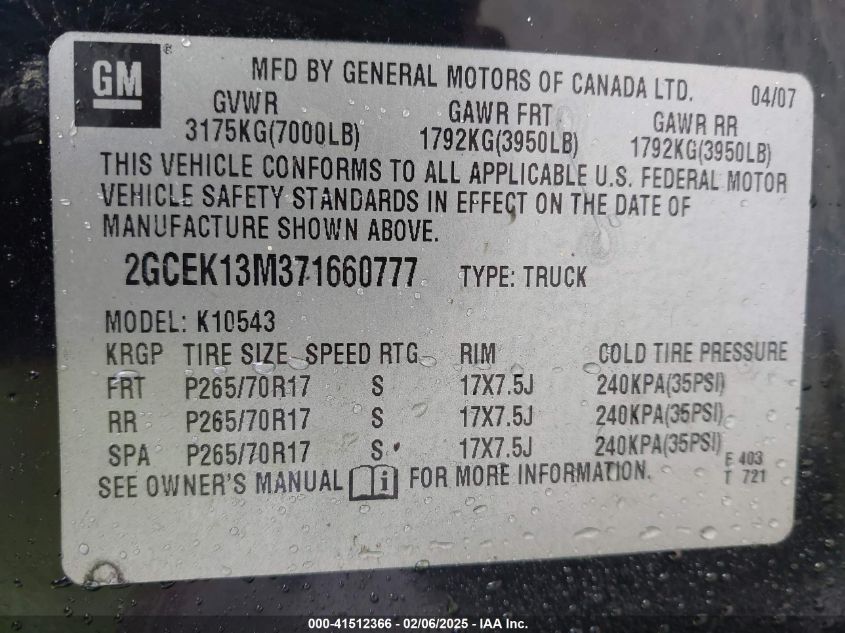 GM ®
MFD BY GENERAL MOTORS OF CANADA LTD. 04/07
GVWR GAWR FRT GAWR RR
3175KG(7000LB) 1792KG(3950LB) 1792KG(3950LB)
THIS VEHICLE CONFORMS TO ALL APPLICABLE U.S. FEDERAL MOTOR
VEHICLE SAFETY STANDARDS IN EFFECT ON THE DATE OF
MANUFACTURE SHOWN ABOVE.
2GCEK13M371660777 TYPE: TRUCK
MODEL: K10543
KRGP TIRE SIZE SPEED RTG RIM COLD TIRE PRESSURE
FRT P265/70R17 S 17X7.5J 240KPA(35PSI)
RR P265/70R17 S 17X7.5J 240KPA(35PSI)
SPA P265/70R17 S 17X7.5J 240KPA(35PSI)
SEE OWNER'S MANUAL i FOR MORE INFORMATION.
E 403
T 721
000-41512366 - 02/06/2025 - IAA Inc.